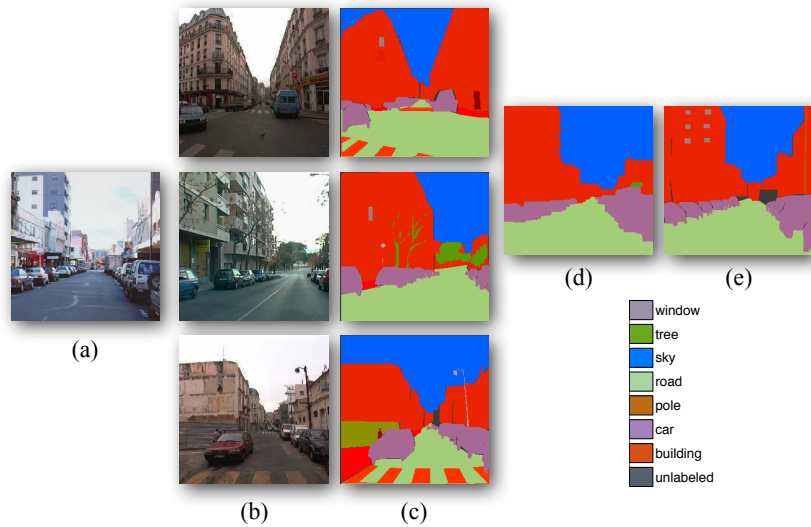 (a)
(b)
(c)
(d)
(e)
window
tree
sky
road
pole
car
building
unlabeled